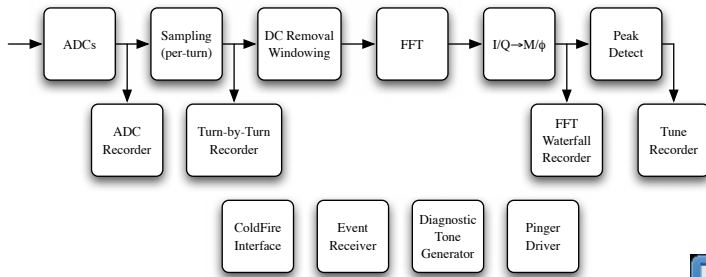 ADCs
Sampling
(per-turn)
DC Removal
Windowing
FFT
I/Q→M/ϕ
Peak
Detect
ADC
Recorder
Turn-by-Turn
Recorder
FFT
Waterfall
Recorder
Tune
Recorder
ColdFire
Interface
Event
Receiver
Diagnostic
Tone
Generator
Pinger
Driver